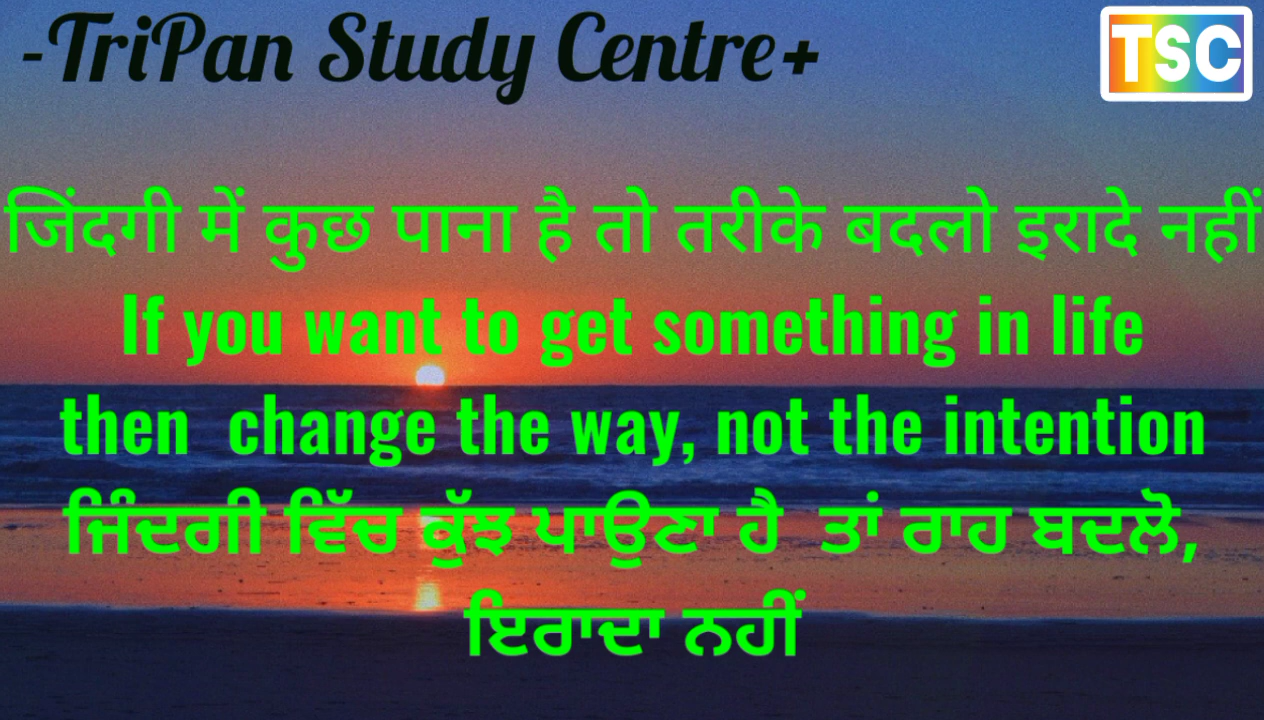 -TriPan Study Centre+
TSC
जिंदगी में कुछ पाना है तो तरीके बदलो इरादे नहीं
If you want to get something in life
then  change the way, not the intention
ਜਿੰਦਗੀ ਵਿੱਚ ਕੁੱਝ ਪਾਉਣਾ ਹੈ  ਤਾਂ ਰਾਹ ਬਦਲੋ,
ਇਰਾਦਾ ਨਹੀਂ